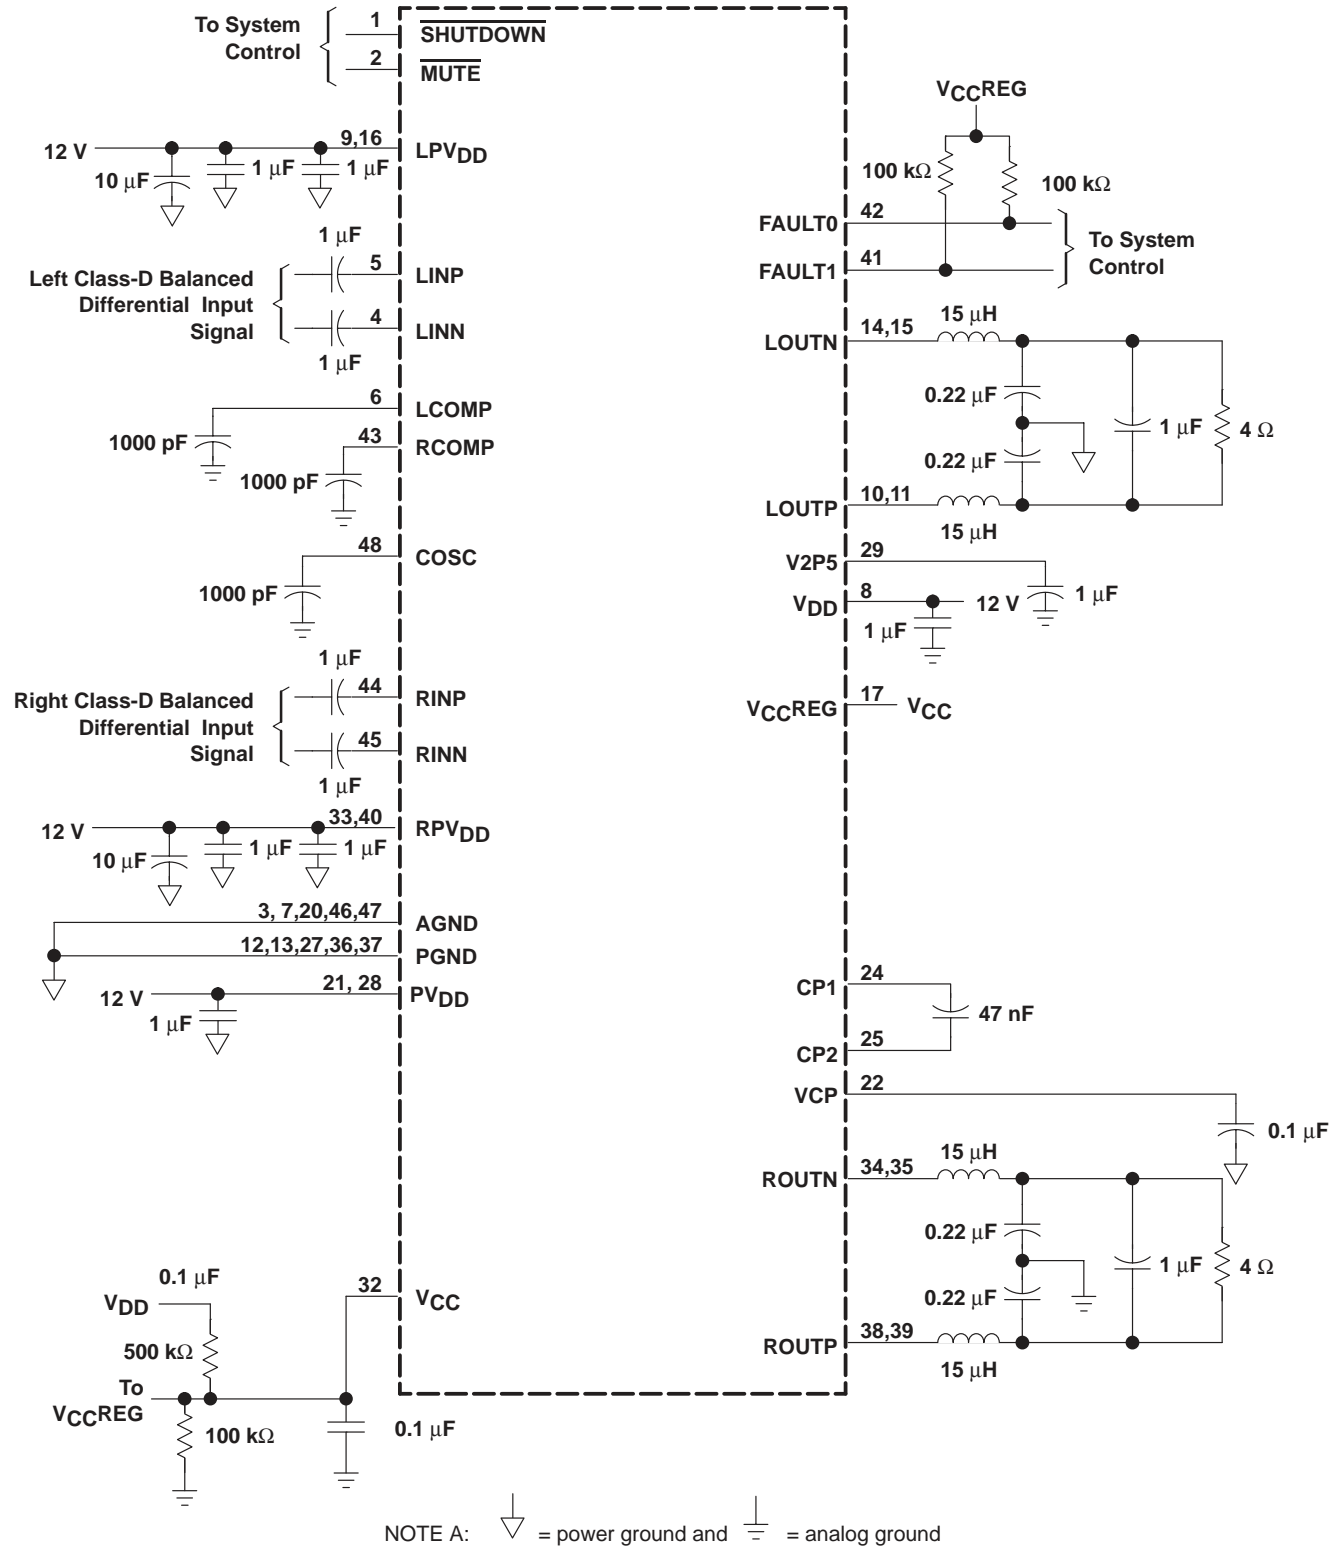 To System
Control
1
SHUTDOWN
2
MUTE
12 V
9,16
LPVDD
10 μF
1 μF
1 μF
Left Class-D Balanced
Differential Input
Signal
1 μF
5
LINP
4
LINN
1 μF
6
LCOMP
1000 pF
43
RCOMP
1000 pF
48
COSC
1000 pF
Right Class-D Balanced
Differential Input
Signal
1 μF
44
RINP
45
RINN
1 μF
12 V
33,40
RPVDD
10 μF
1 μF
1 μF
3, 7,20,46,47
AGND
12,13,27,36,37
PGND
12 V
21, 28
PVDD
1 μF
0.1 μF
VDD
500 kΩ
To
VCCREG
100 kΩ
32
VCC
0.1 μF
VCCREG
100 kΩ
100 kΩ
FAULT0
42
FAULT1
41
To System
Control
LOUTN
14,15
15 μH
0.22 μF
0.22 μF
1 μF
4 Ω
LOUTP
10,11
15 μH
V2P5
29
1 μF
VDD
8
12 V
1 μF
VCCREG
17
VCC
CP1
24
47 nF
CP2
25
VCP
22
0.1 μF
ROUTN
34,35
15 μH
0.22 μF
0.22 μF
1 μF
4 Ω
ROUTP
38,39
15 μH
NOTE A: = power ground and = analog ground